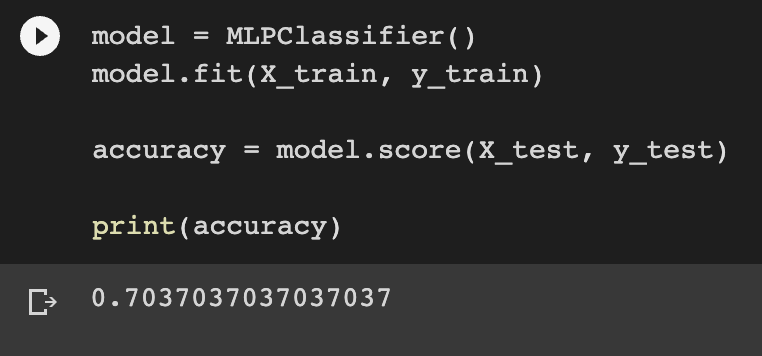 model = MLPClassifier()
model.fit(X_train, y_train)
accuracy = model.score(X_test, y_test)
print(accuracy)
0.7037037037037037